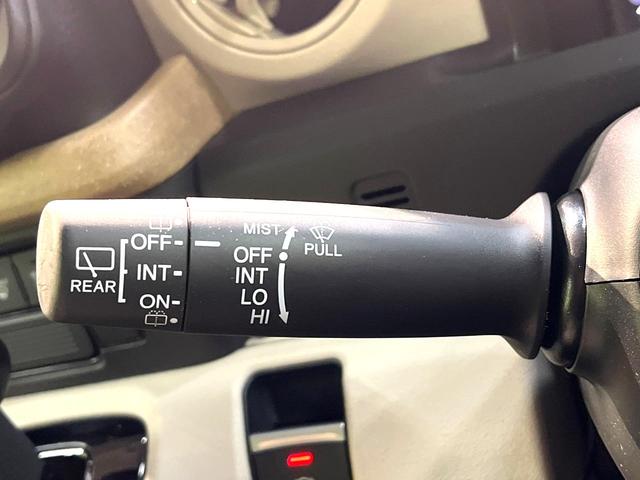 REAR
OFF
INT
ON
MIST
OFF
INT
LO
HI
PULL